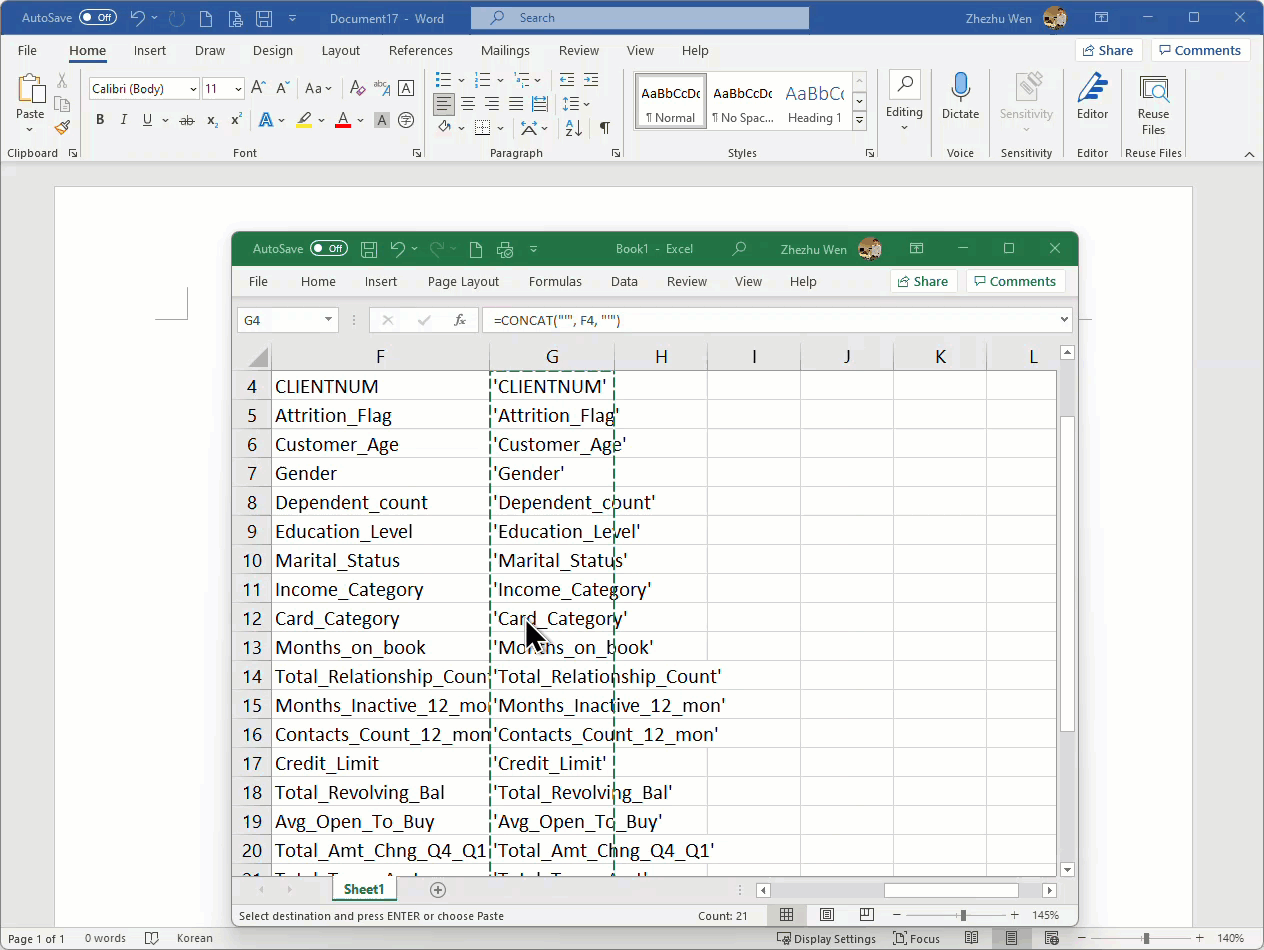 AutoSave Off Document17 - Word Search Zhezhu Wen
File Home Insert Draw Design Layout References Mailings Review View Help Share Comments
Calibri (Body) 11 Aa abc A AaBbCcDc AaBbCcDc AaBbCc
Paste B I U ab x2 x2 A A A ¶ Normal ¶ No Spac... Heading 1 Editing Dictate Sensitivity Editor Reuse Files
Clipboard Font Paragraph Styles Voice Sensitivity Editor Reuse Files
AutoSave Off Book1 - Excel Zhezhu Wen
File Home Insert Page Layout Formulas Data Review View Help Share Comments
G4 fx =CONCAT("'", F4, "'")
F G H I J K L
4 CLIENTNUM 'CLIENTNUM'
5 Attrition_Flag 'Attrition_Flag'
6 Customer_Age 'Customer_Age'
7 Gender 'Gender'
8 Dependent_count 'Dependent_count'
9 Education_Level 'Education_Level'
10 Marital_Status 'Marital_Status'
11 Income_Category 'Income_Category'
12 Card_Category 'Card_Category'
13 Months_on_book 'Months_on_book'
14 Total_Relationship_Coun 'Total_Relationship_Count'
15 Months_Inactive_12_mo 'Months_Inactive_12_mon'
16 Contacts_Count_12_mon 'Contacts_Count_12_mon'
17 Credit_Limit 'Credit_Limit'
18 Total_Revolving_Bal 'Total_Revolving_Bal'
19 Avg_Open_To_Buy 'Avg_Open_To_Buy'
20 Total_Amt_Chng_Q4_Q1 'Total_Amt_Chng_Q4_Q1'
Sheet1
Select destination and press ENTER or choose Paste Count: 21 145%
Page 1 of 1 0 words Korean Display Settings Focus 140%